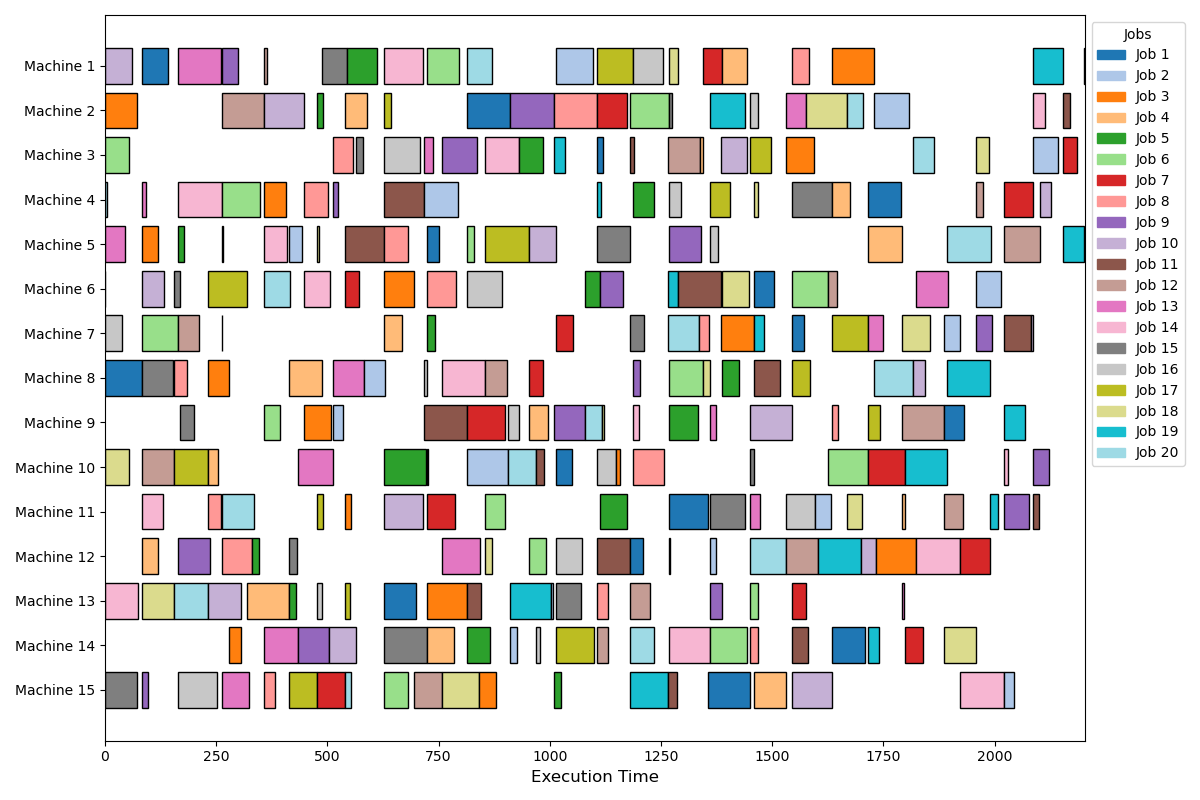 Machine 1
Machine 2
Machine 3
Machine 4
Machine 5
Machine 6
Machine 7
Machine 8
Machine 9
Machine 10
Machine 11
Machine 12
Machine 13
Machine 14
Machine 15
0 250 500 750 1000 1250 1500 1750 2000
Execution Time
Jobs
Job 1
Job 2
Job 3
Job 4
Job 5
Job 6
Job 7
Job 8
Job 9
Job 10
Job 11
Job 12
Job 13
Job 14
Job 15
Job 16
Job 17
Job 18
Job 19
Job 20